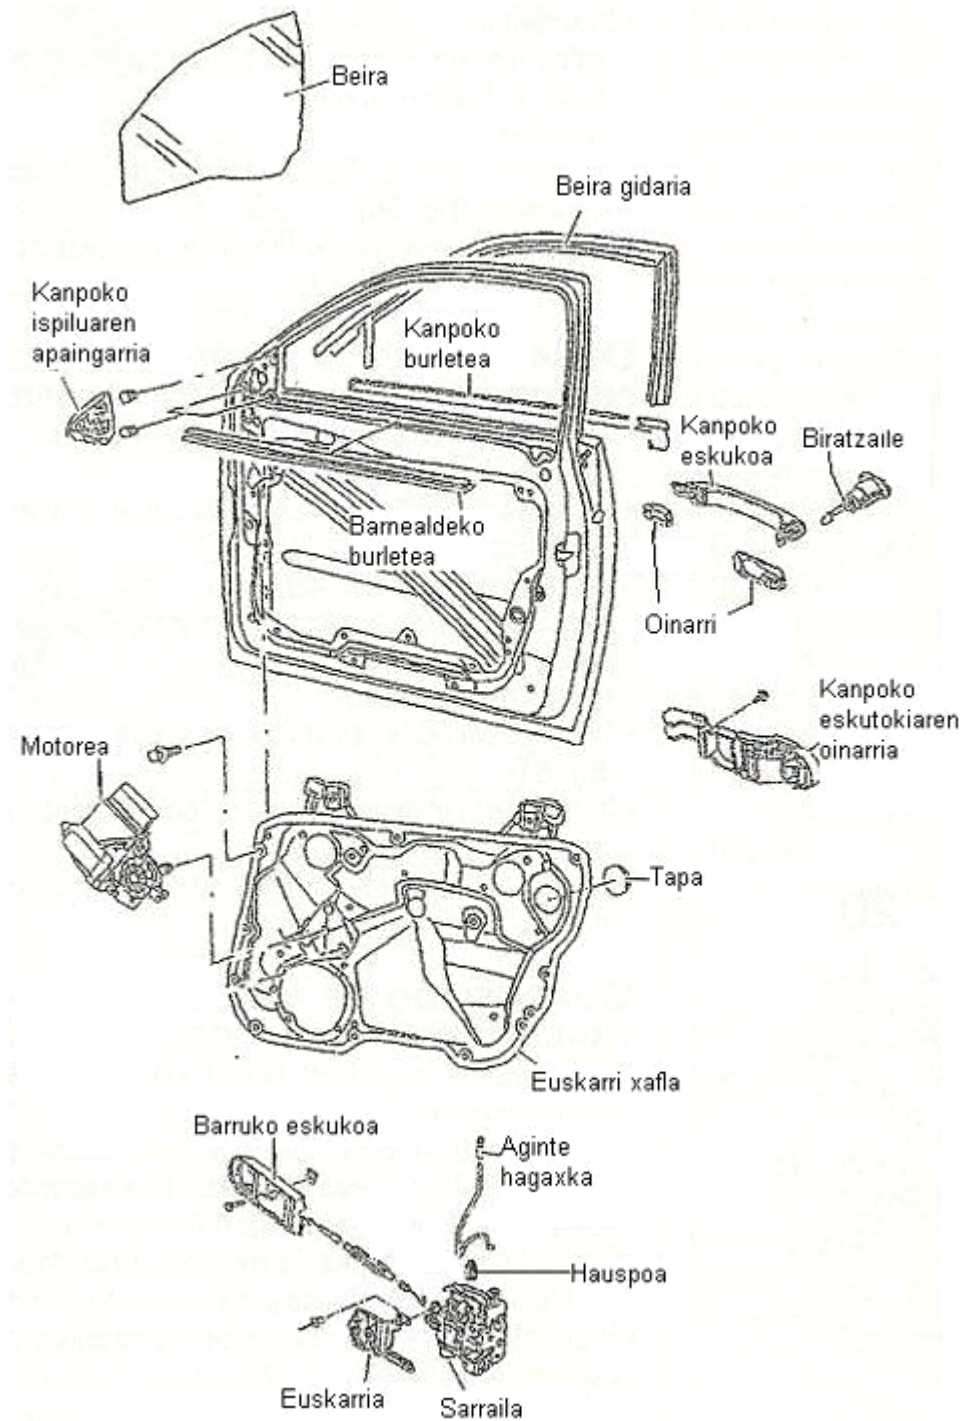 Beira
Beira gidaria
Kanpoko
ispiluaren
apaingarria
Kanpoko
burletea
Kanpoko
eskukoa
Biratzaile
Barnealdeko
burletea
Oinarri
Kanpoko
eskutokiaren
oinarria
Motorea
Tapa
Euskarri xafla
Barruko eskukoa
Aginte
hagaxka
Hauspoa
Euskarria
Sarraila